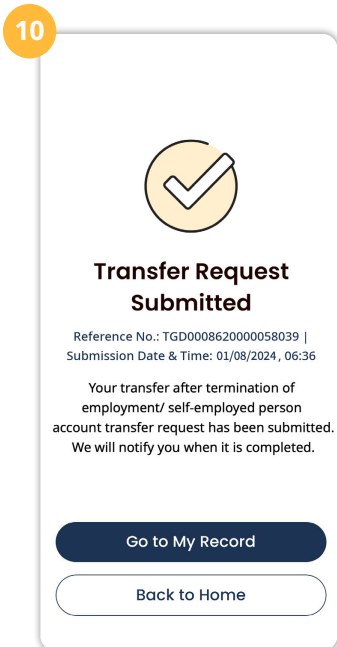 10
Transfer Request
Submitted
Reference No.: TGD0008620000058039 |
Submission Date & Time: 01/08/2024, 06:36
Your transfer after termination of
employment/ self-employed person
account transfer request has been submitted.
We will notify you when it is completed.
Go to My Record
Back to Home